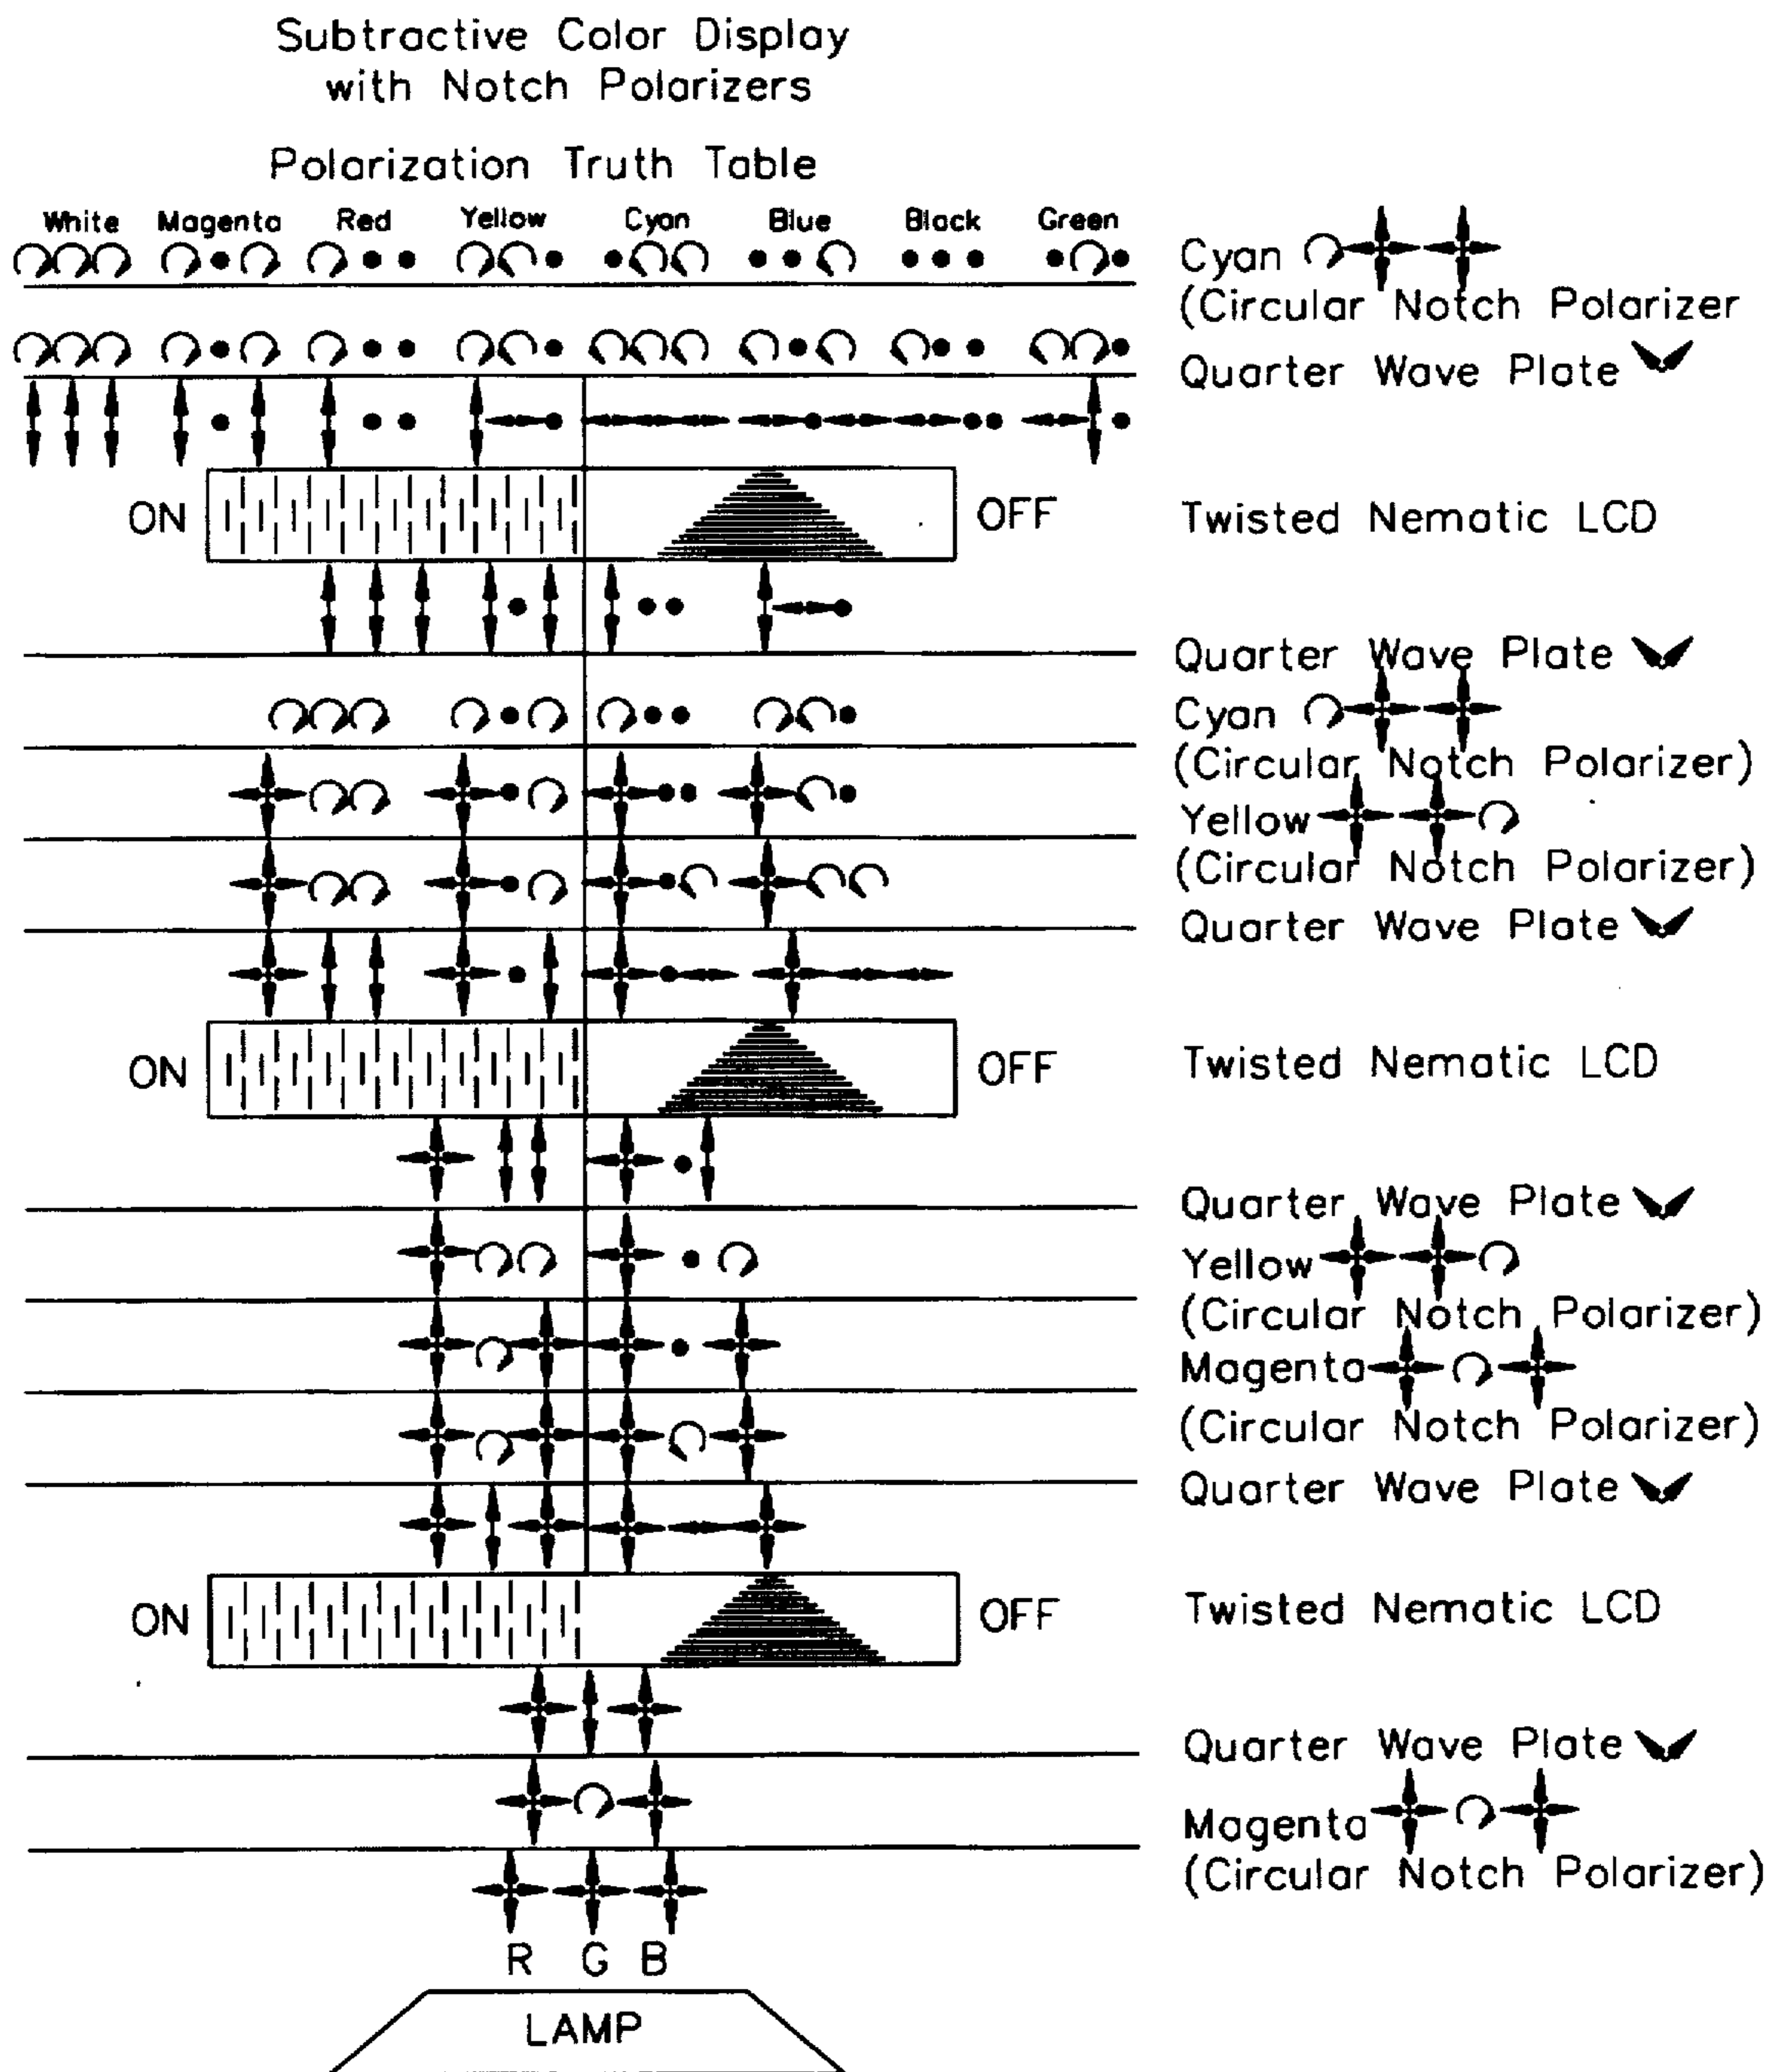 Subtractive Color Display
with Notch Polarizers
Polarization Truth Table
White Magenta Red Yellow Cyan Blue Black Green
Cyan
(Circular Notch Polarizer
Quarter Wave Plate
ON OFF Twisted Nematic LCD
Quarter Wave Plate
Cyan
(Circular Notch Polarizer)
Yellow
(Circular Notch Polarizer)
Quarter Wave Plate
ON OFF Twisted Nematic LCD
Quarter Wave Plate
Yellow
(Circular Notch Polarizer)
Magenta
(Circular Notch Polarizer)
Quarter Wave Plate
ON OFF Twisted Nematic LCD
Quarter Wave Plate
Magenta
(Circular Notch Polarizer)
R G B
LAMP